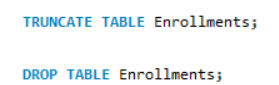 TRUNCATE TABLE Enrollments;
DROP TABLE Enrollments;